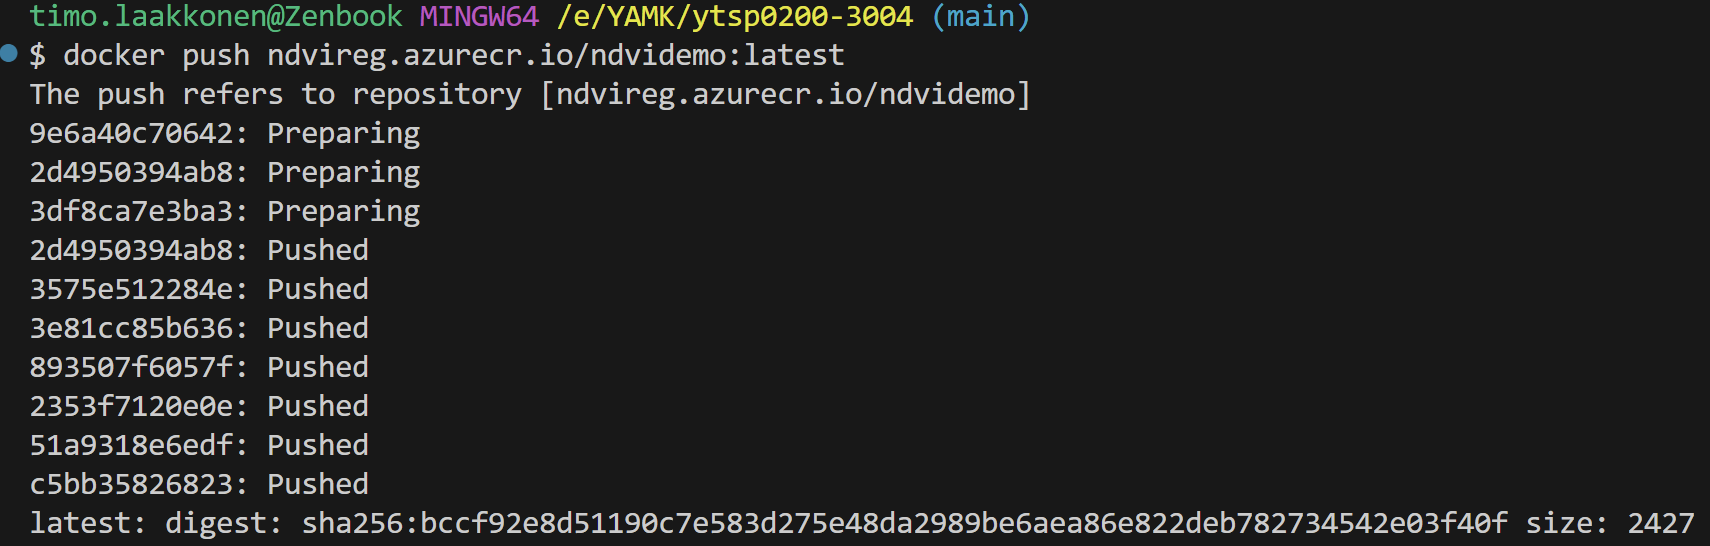 timo.laakkonen@Zenbook MINGW64 /e/YAMK/ytsp0200-3004 (main)
$ docker push ndvireg.azurecr.io/ndvidemo:latest
The push refers to repository [ndvireg.azurecr.io/ndvidemo]
9e6a40c70642: Preparing
2d4950394ab8: Preparing
3df8ca7e3ba3: Preparing
2d4950394ab8: Pushed
3575e512284e: Pushed
3e81cc85b636: Pushed
893507f6057f: Pushed
2353f7120e0e: Pushed
51a9318e6edf: Pushed
c5bb35826823: Pushed
latest: digest: sha256:bccf92e8d51190c7e583d275e48da2989be6aea86e822deb782734542e03f40f size: 2427